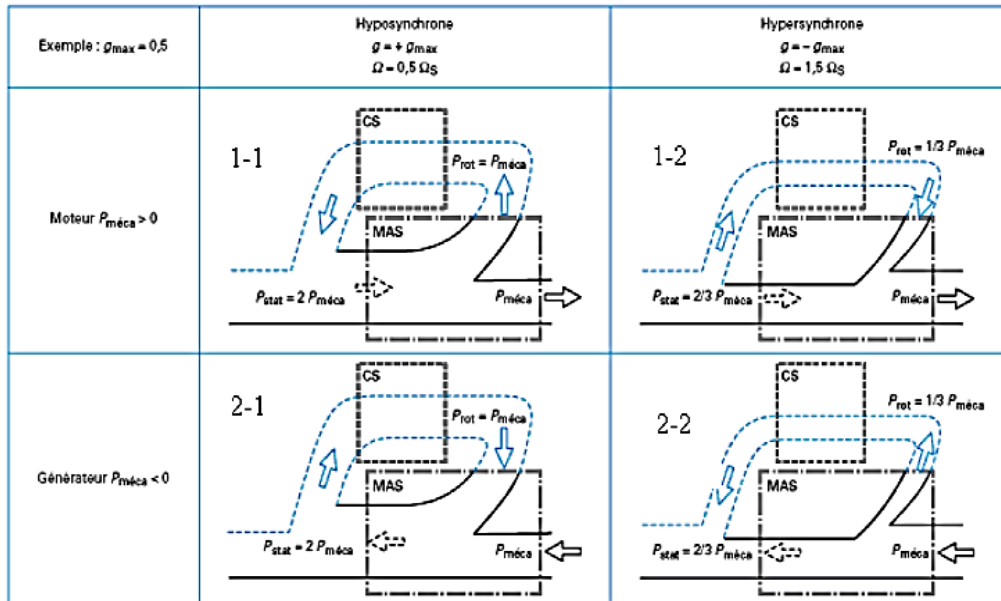 Exemple : gmax = 0,5
Hyposynchrone
g = + gmax
Ω = 0,5 ΩS
Hypersynchrone
g = – gmax
Ω = 1,5 ΩS
Moteur Pméca > 0
1-1
CS
Prot = Pméca
MAS
Pstat = 2 Pméca
Pméca
1-2
CS
Prot = 1/3 Pméca
MAS
Pstat = 2/3 Pméca
Pméca
Générateur Pméca < 0
2-1
CS
Prot = Pméca
MAS
Pstat = 2 Pméca
Pméca
2-2
CS
Prot = 1/3 Pméca
MAS
Pstat = 2/3 Pméca
Pméca